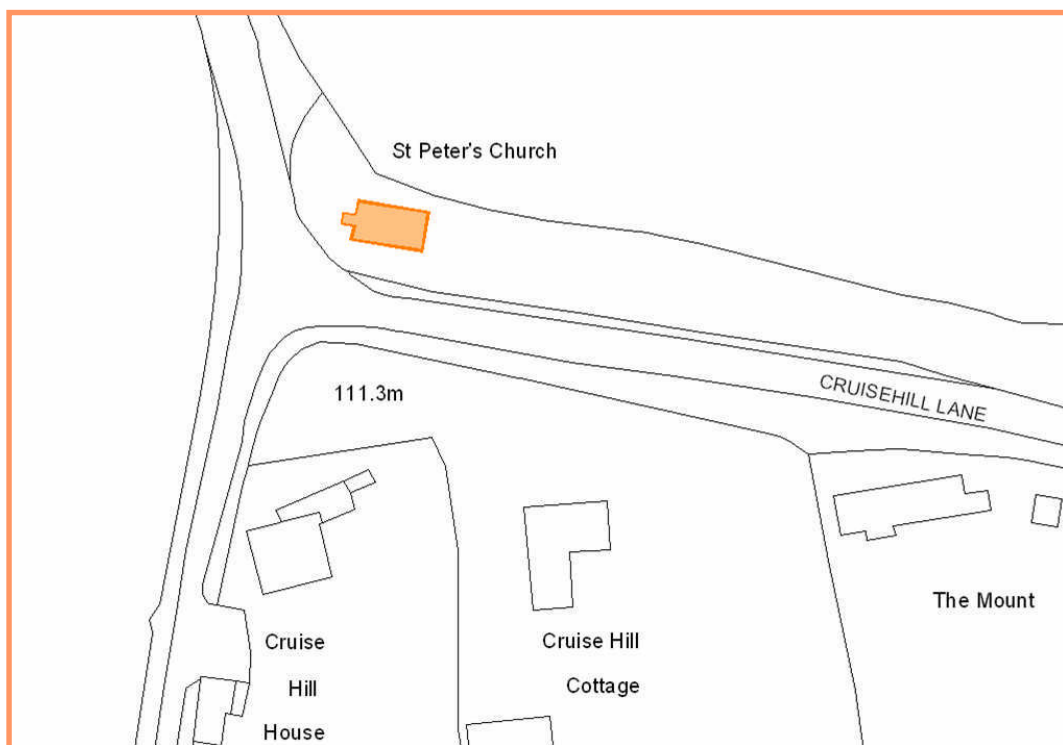 St Peter's Church
111.3m
CRUISEHILL LANE
The Mount
Cruise
Hill
House
Cruise Hill
Cottage